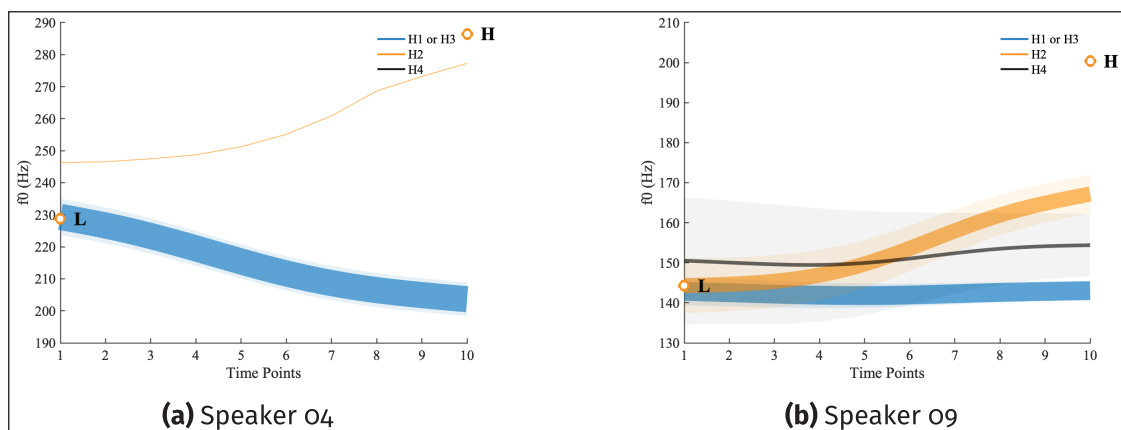 290
280
270
260
250
240
230
220
210
200
190
f0 (Hz)
1 2 3 4 5 6 7 8 9 10
Time Points
H1 or H3
H2
H4
H
L
(a) Speaker 04
210
200
190
180
170
160
150
140
130
f0 (Hz)
1 2 3 4 5 6 7 8 9 10
Time Points
H1 or H3
H2
H4
H
L
(b) Speaker 09